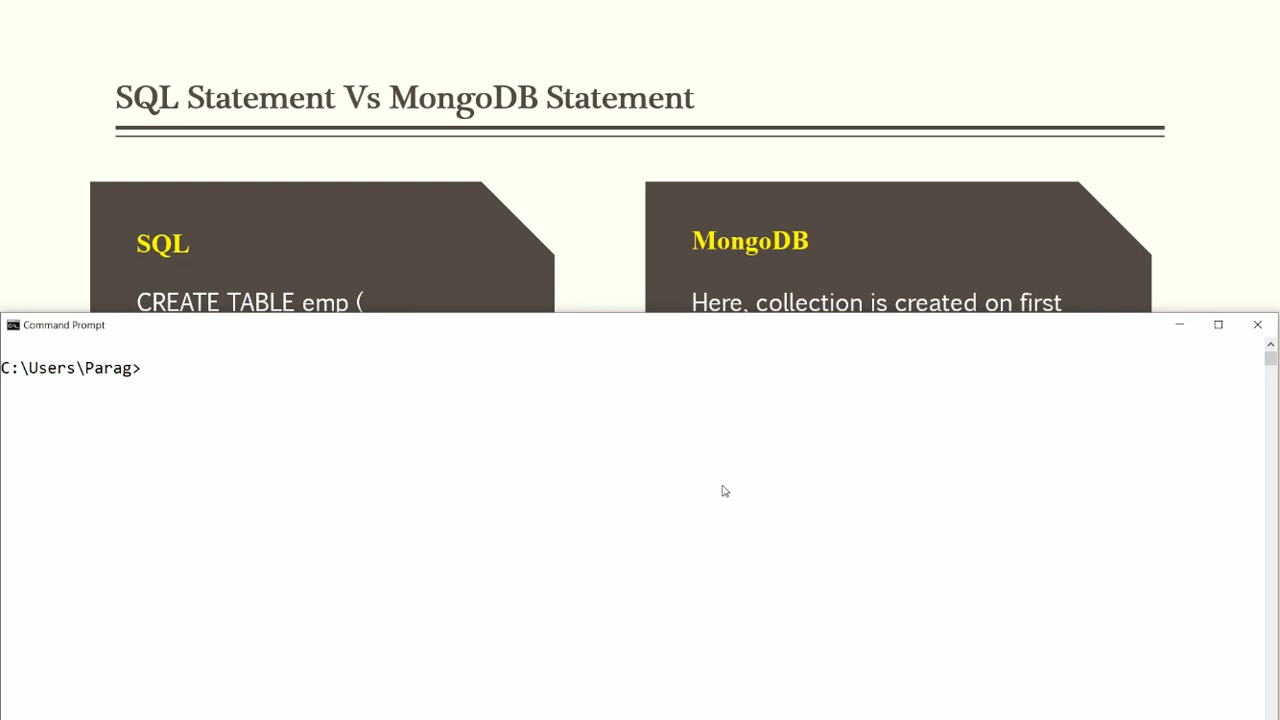 SQL Statement Vs MongoDB Statement
SQL
CREATE TABLE emp (
MongoDB
Here, collection is created on first
Command Prompt
C:\Users\Parag>